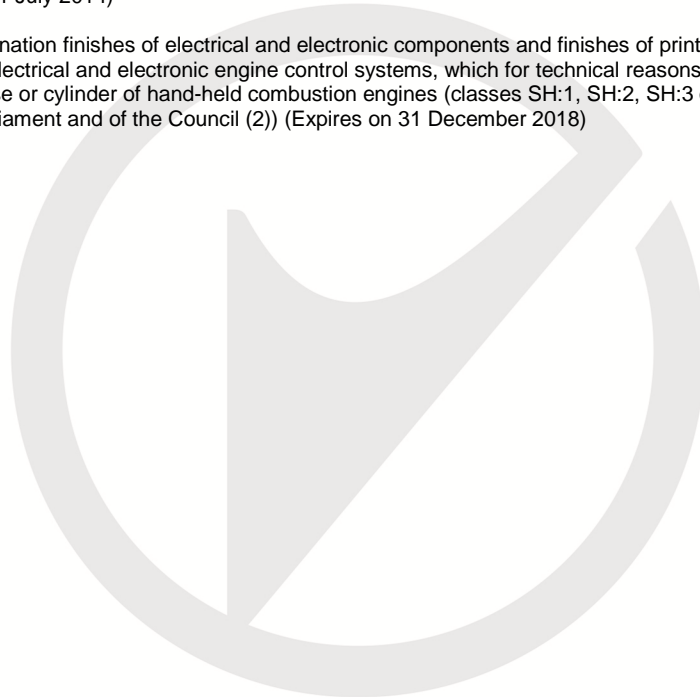 July 2014)
nation finishes of electrical and electronic components and finishes of print
lectrical and electronic engine control systems, which for technical reasons
e or cylinder of hand-held combustion engines (classes SH:1, SH:2, SH:3
iament and of the Council (2)) (Expires on 31 December 2018)